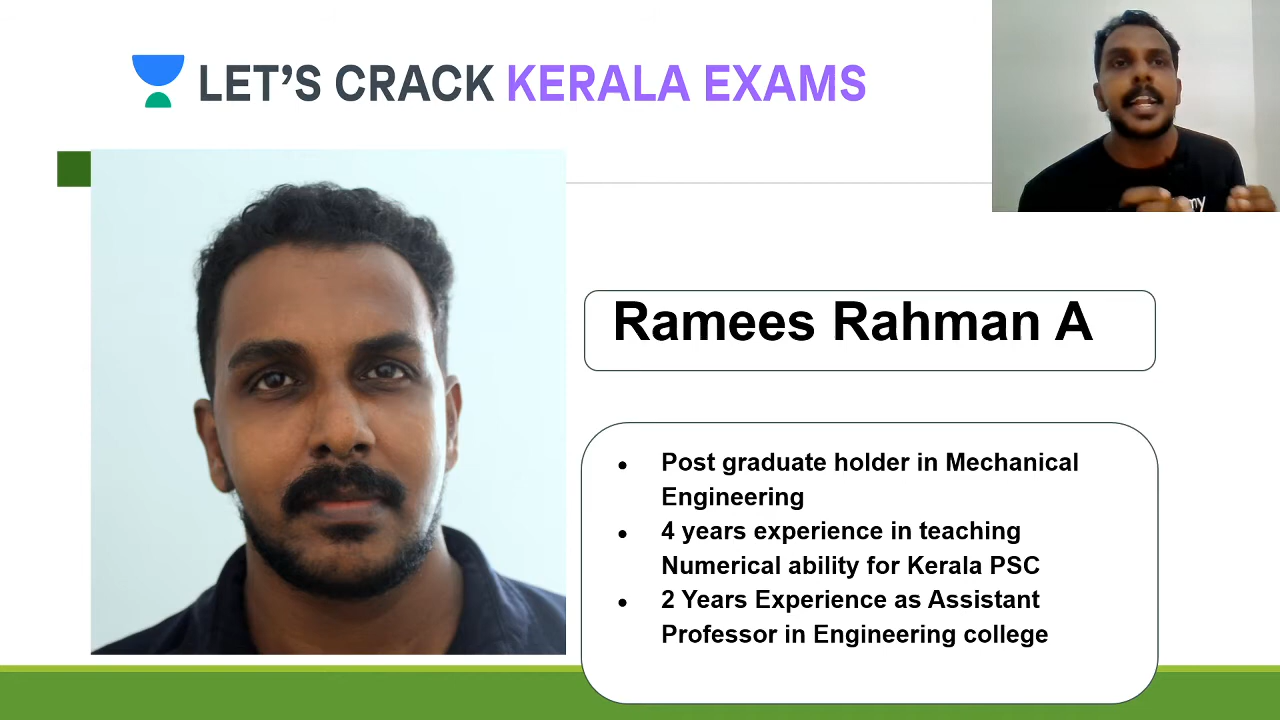 LET'S CRACK KERALA EXAMS
my
Ramees Rahman A
Post graduate holder in Mechanical
Engineering
4 years experience in teaching
Numerical ability for Kerala PSC
2 Years Experience as Assistant
Professor in Engineering college